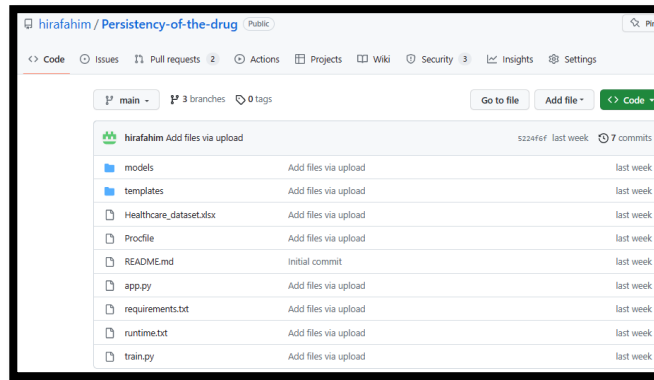 hirafahim / Persistency-of-the-drug Public
Code Issues Pull requests 2 Actions Projects Wiki Security 3 Insights Settings
main 3 branches 0 tags Go to file Add file Code
hirafahim Add files via upload 5224f6f last week 7 commits
models Add files via upload last week
templates Add files via upload last week
Healthcare_dataset.xlsx Add files via upload last week
Procfile Add files via upload last week
README.md Initial commit last week
app.py Add files via upload last week
requirements.txt Add files via upload last week
runtime.txt Add files via upload last week
train.py Add files via upload last week